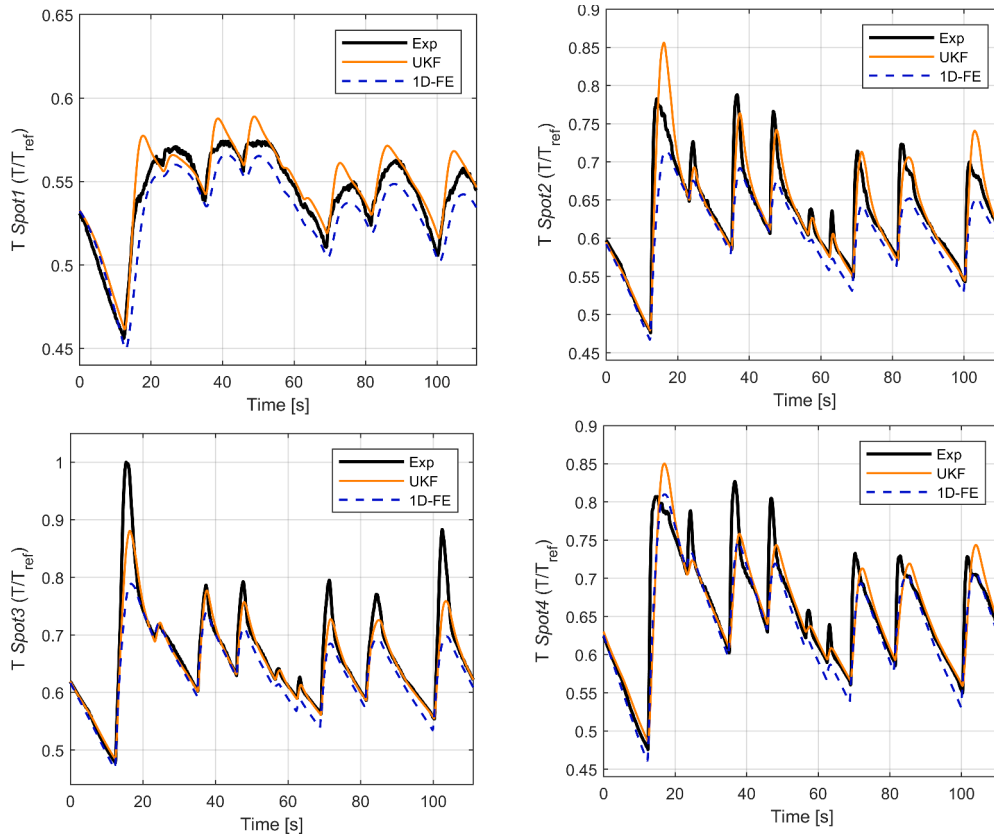 0.65
0.6
0.55
0.5
0.45
T Spot1 (T/Tref)
Exp
UKF
1D-FE
0 20 40 60 80 100
Time [s]
0.9
0.85
0.8
0.75
0.7
0.65
0.6
0.55
0.5
0.45
T Spot2 (T/Tref)
Exp
UKF
1D-FE
0 20 40 60 80 100
Time [s]
1
0.9
0.8
0.7
0.6
0.5
T Spot3 (T/Tref)
Exp
UKF
1D-FE
0 20 40 60 80 100
Time [s]
0.9
0.85
0.8
0.75
0.7
0.65
0.6
0.55
0.5
0.45
T Spot4 (T/Tref)
Exp
UKF
1D-FE
0 20 40 60 80 100
Time [s]